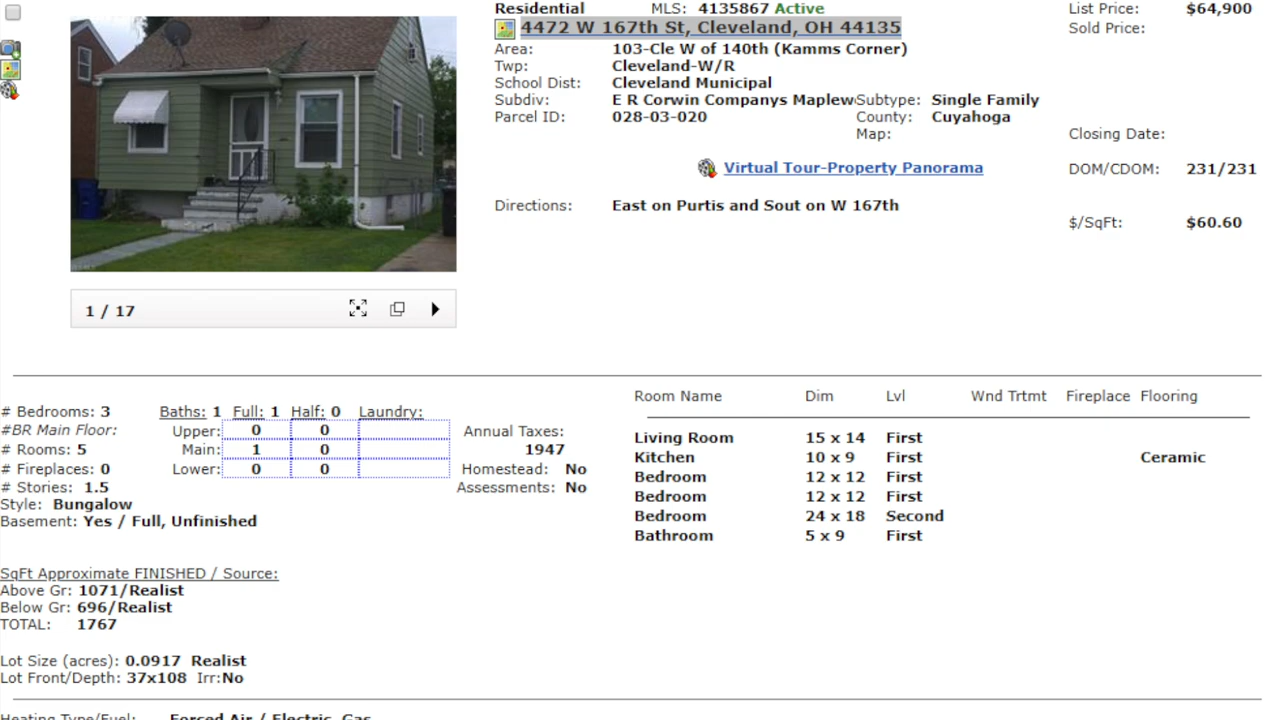 Residential MLS: 4135867 Active List Price: $64,900
4472 W 167th St, Cleveland, OH 44135 Sold Price:
Area: 103-Cle W of 140th (Kamms Corner)
Twp: Cleveland-W/R
School Dist: Cleveland Municipal
Subdiv: E R Corwin Companys Maplew Subtype: Single Family
Parcel ID: 028-03-020 County: Cuyahoga
Map: Closing Date:
Virtual Tour-Property Panorama DOM/CDOM: 231/231
Directions: East on Purtis and Sout on W 167th
$/SqFt: $60.60
1 / 17
Room Name Dim Lvl Wnd Trtmt Fireplace Flooring
# Bedrooms: 3 Baths: 1 Full: 1 Half: 0 Laundry:
#BR Main Floor: Upper: 0 0 Annual Taxes:
Living Room 15 x 14 First
# Rooms: 5 Main: 1 0 1947
Kitchen 10 x 9 First Ceramic
# Fireplaces: 0 Lower: 0 0 Homestead: No
Bedroom 12 x 12 First
# Stories: 1.5 Assessments: No
Bedroom 12 x 12 First
Style: Bungalow
Bedroom 24 x 18 Second
Basement: Yes / Full, Unfinished
Bathroom 5 x 9 First
SqFt Approximate FINISHED / Source:
Above Gr: 1071/Realist
Below Gr: 696/Realist
TOTAL: 1767
Lot Size (acres): 0.0917 Realist
Lot Front/Depth: 37x108 Irr:No
Heating Type/Fuel: Forced Air / Electric, Gas